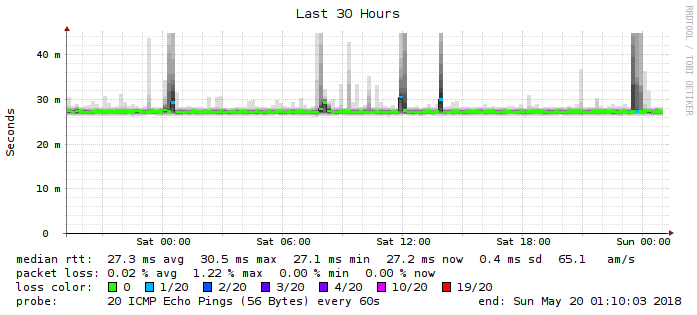 Last 30 Hours
RRDTOOL / TOBI OETIKER
Seconds
40 m
30 m
20 m
10 m
0
Sat 00:00 Sat 06:00 Sat 12:00 Sat 18:00 Sun 00:00
median rtt: 27.3 ms avg 30.5 ms max 27.1 ms min 27.2 ms now 0.4 ms sd 65.1 am/s
packet loss: 0.02 % avg 1.22 % max 0.00 % min 0.00 % now
loss color: 0 1/20 2/20 3/20 4/20 10/20 19/20
probe: 20 ICMP Echo Pings (56 Bytes) every 60s end: Sun May 20 01:10:03 2018